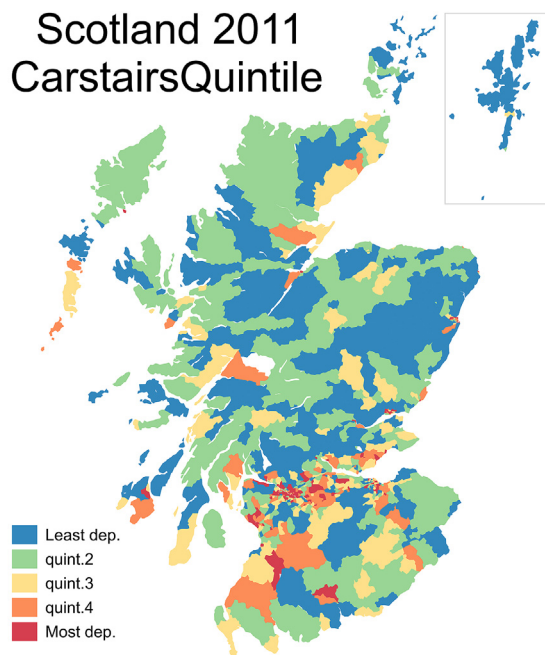 Scotland 2011
CarstairsQuintile
Least dep.
quint.2
quint.3
quint.4
Most dep.